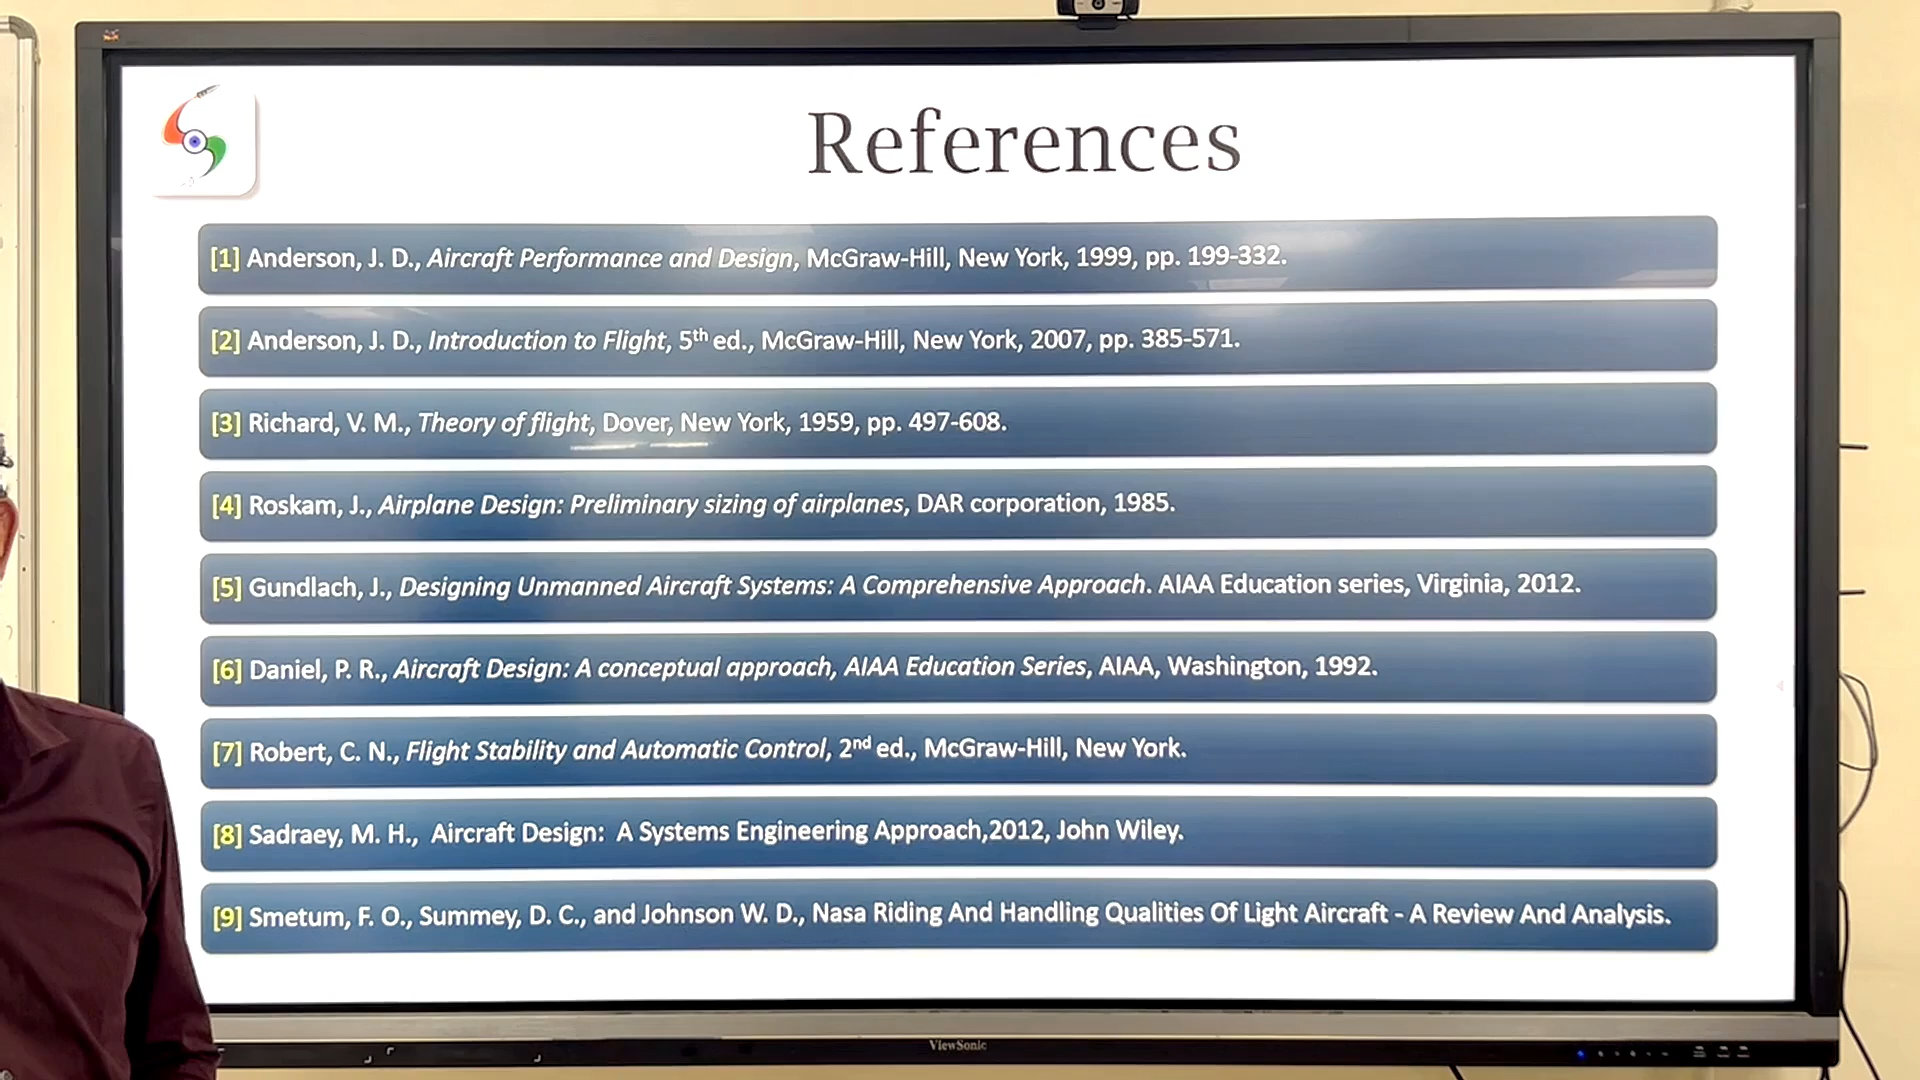 References
[1] Anderson, J. D., Aircraft Performance and Design, McGraw-Hill, New York, 1999, pp. 199-332.
[2] Anderson, J. D., Introduction to Flight, 5th ed., McGraw-Hill, New York, 2007, pp. 385-571.
[3] Richard, V. M., Theory of flight, Dover, New York, 1959, pp. 497-608.
[4] Roskam, J., Airplane Design: Preliminary sizing of airplanes, DAR corporation, 1985.
[5] Gundlach, J., Designing Unmanned Aircraft Systems: A Comprehensive Approach. AIAA Education series, Virginia, 2012.
[6] Daniel, P. R., Aircraft Design: A conceptual approach, AIAA Education Series, AIAA, Washington, 1992.
[7] Robert, C. N., Flight Stability and Automatic Control, 2nd ed., McGraw-Hill, New York.
[8] Sadraey, M. H., Aircraft Design: A Systems Engineering Approach,2012, John Wiley.
[9] Smetum, F. O., Summey, D. C., and Johnson W. D., Nasa Riding And Handling Qualities Of Light Aircraft - A Review And Analysis.
ViewSonic